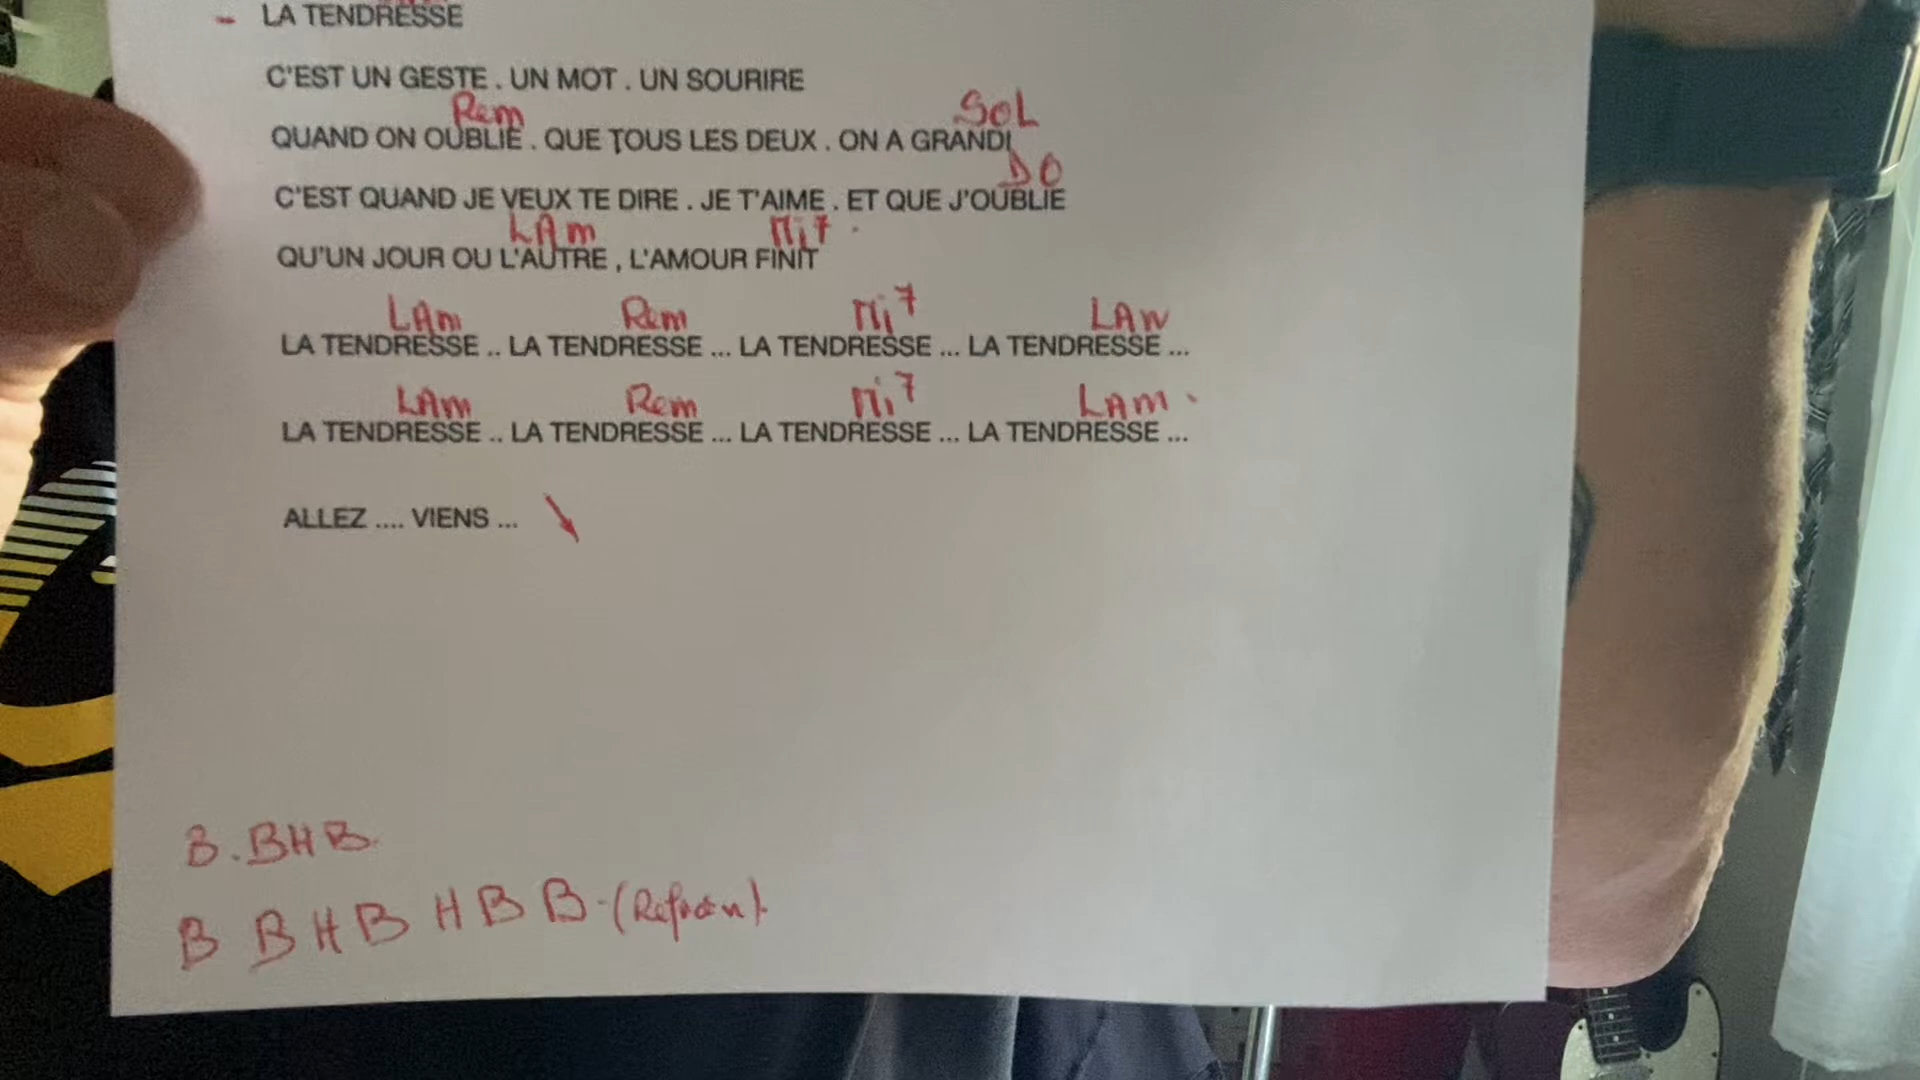 - LA TENDRESSE
C'EST UN GESTE . UN MOT . UN SOURIRE
Rem SOL
QUAND ON OUBLIE . QUE TOUS LES DEUX . ON A GRANDI
DO
C'EST QUAND JE VEUX TE DIRE . JE T'AIME . ET QUE J'OUBLIE
LAm Mi7
QU'UN JOUR OU L'AUTRE , L'AMOUR FINIT
LAm Rem Mi7 LAm
LA TENDRESSE .. LA TENDRESSE ... LA TENDRESSE ... LA TENDRESSE ...
LAm Rem Mi7 LAm
LA TENDRESSE .. LA TENDRESSE ... LA TENDRESSE ... LA TENDRESSE ...
ALLEZ .... VIENS ...
B. BHB.
B BHB HBB. (Refrain).